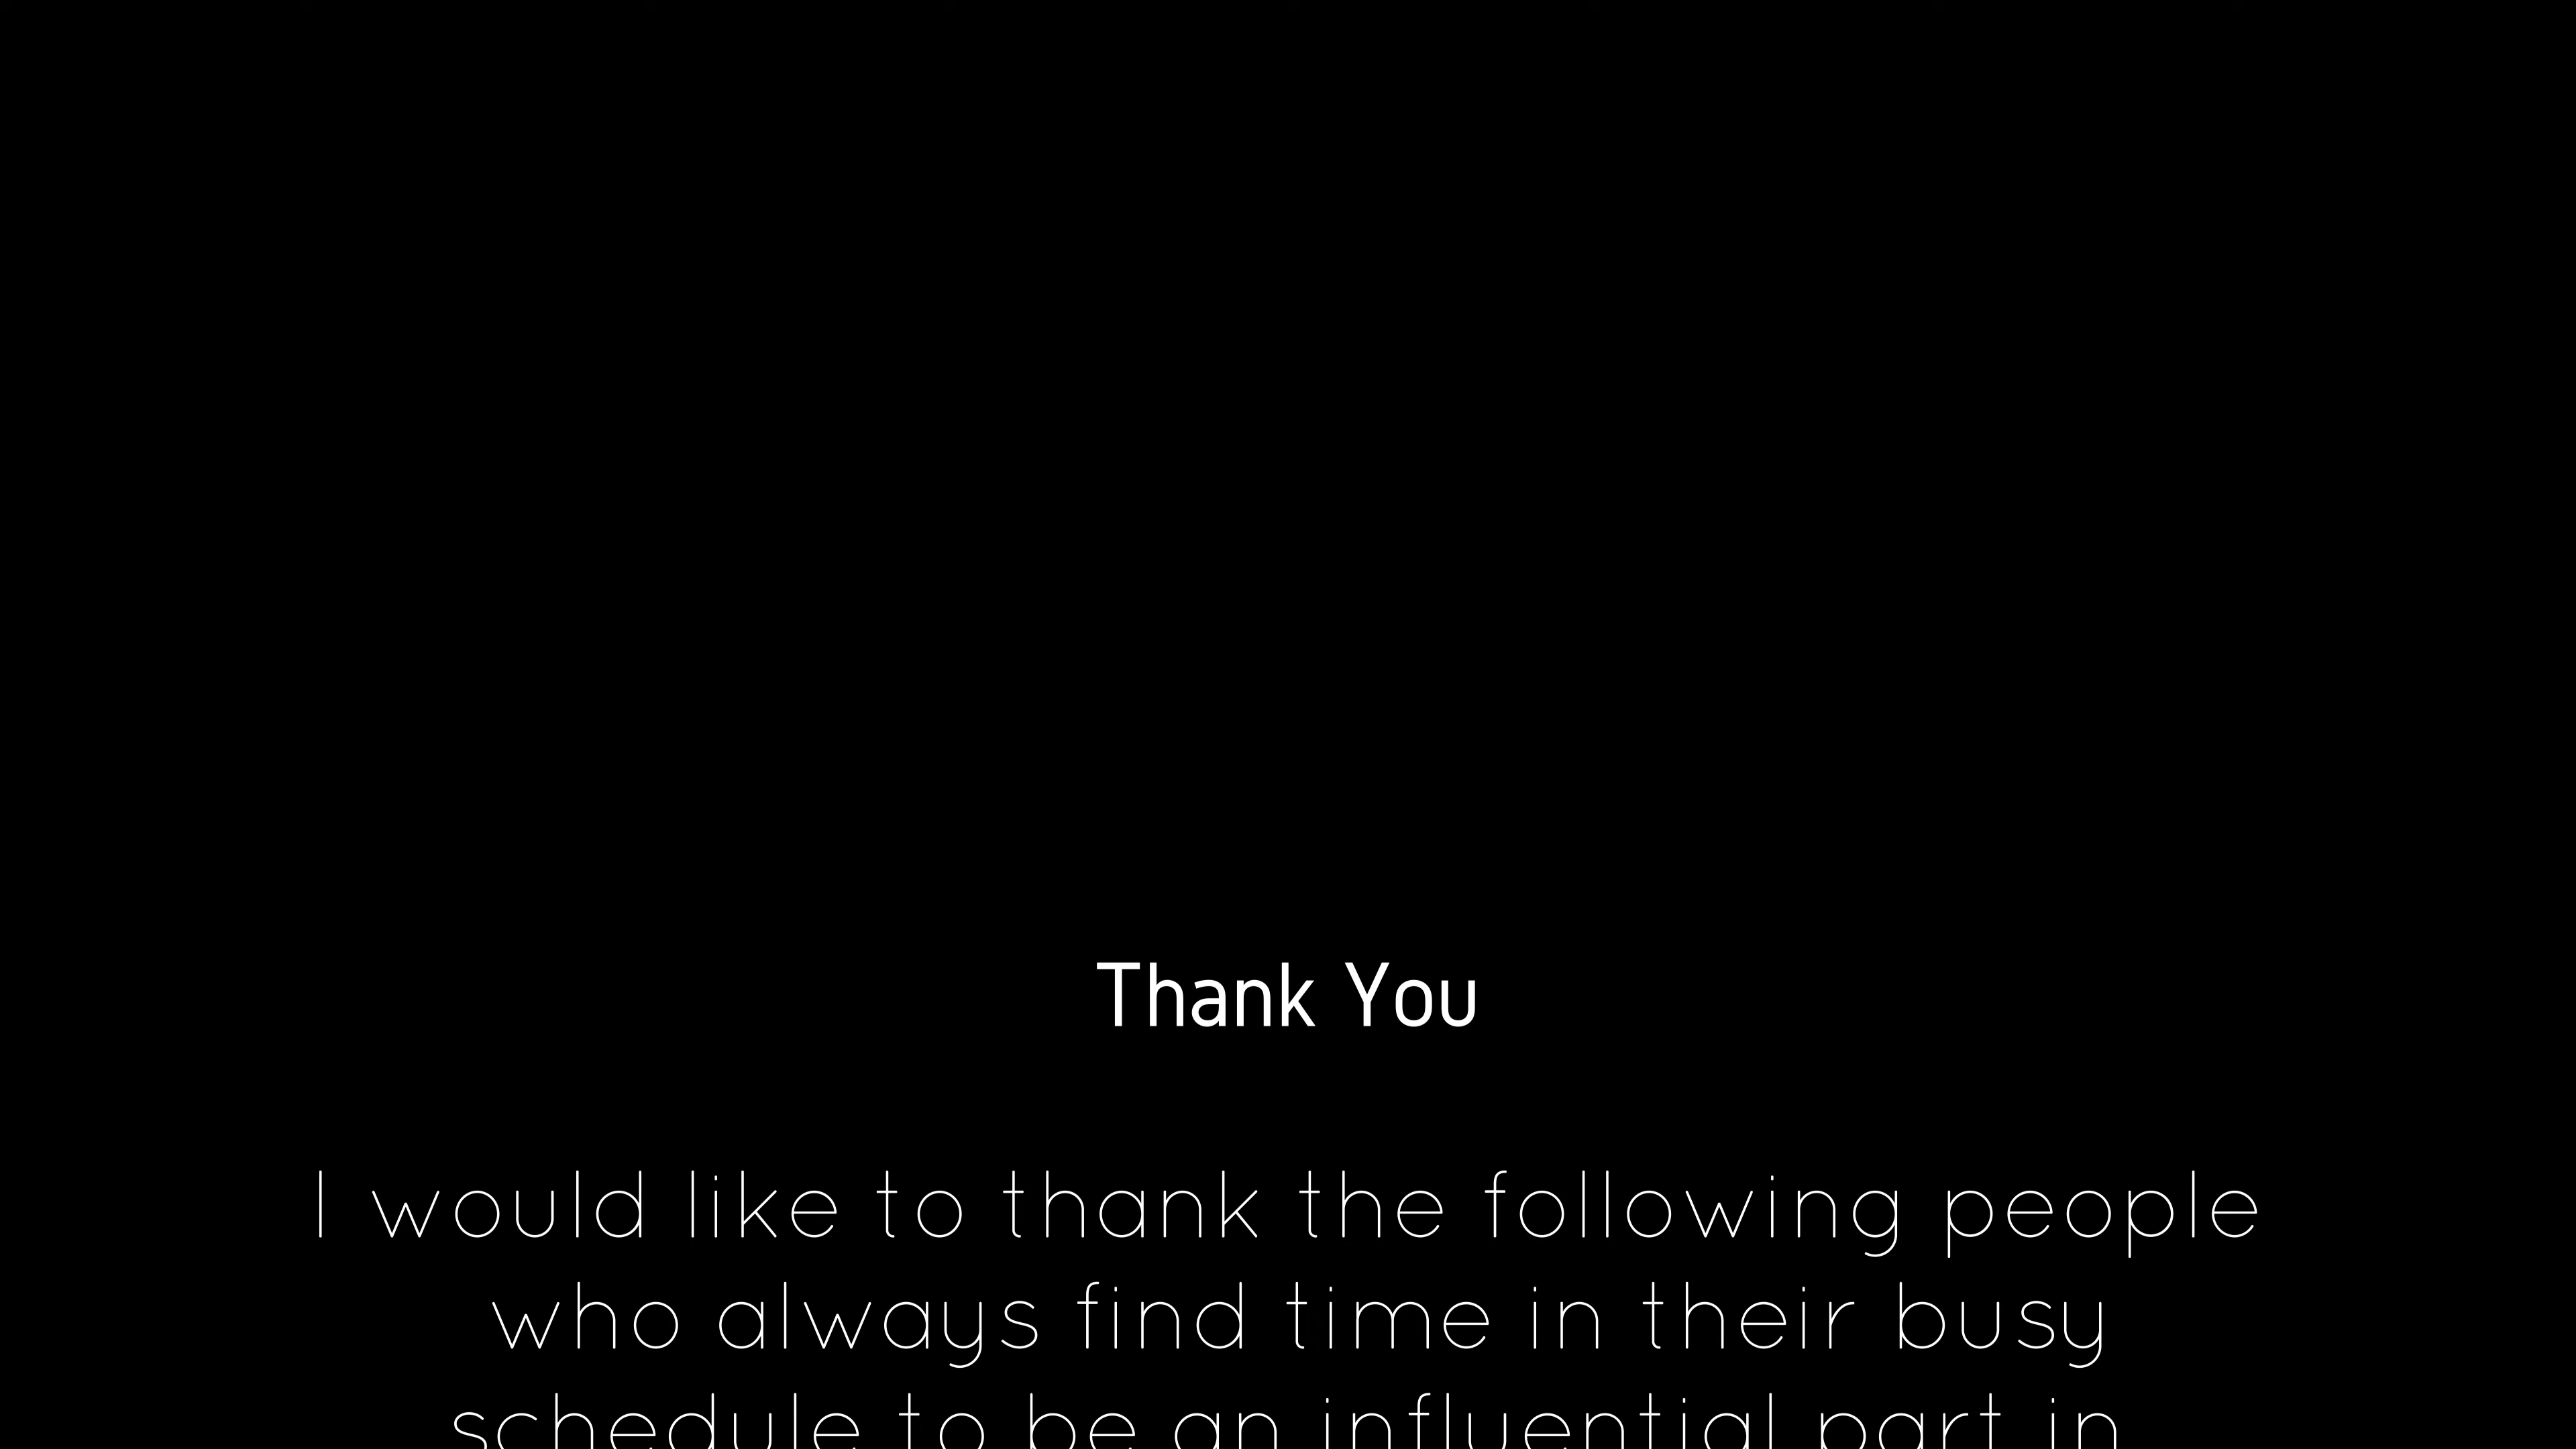 Thank You
I would like to thank the following people
who always find time in their busy
schedule to be an influential part in